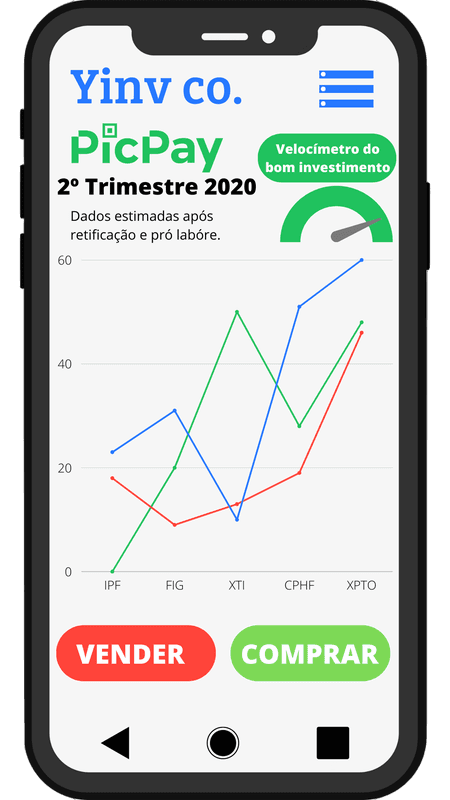 Yinv co.
PicPay
Velocímetro do
bom investimento
2º Trimestre 2020
Dados estimadas após
retificação e pró labóre.
60
40
20
0
IPF FIG XTI CPHF XPTO
VENDER COMPRAR